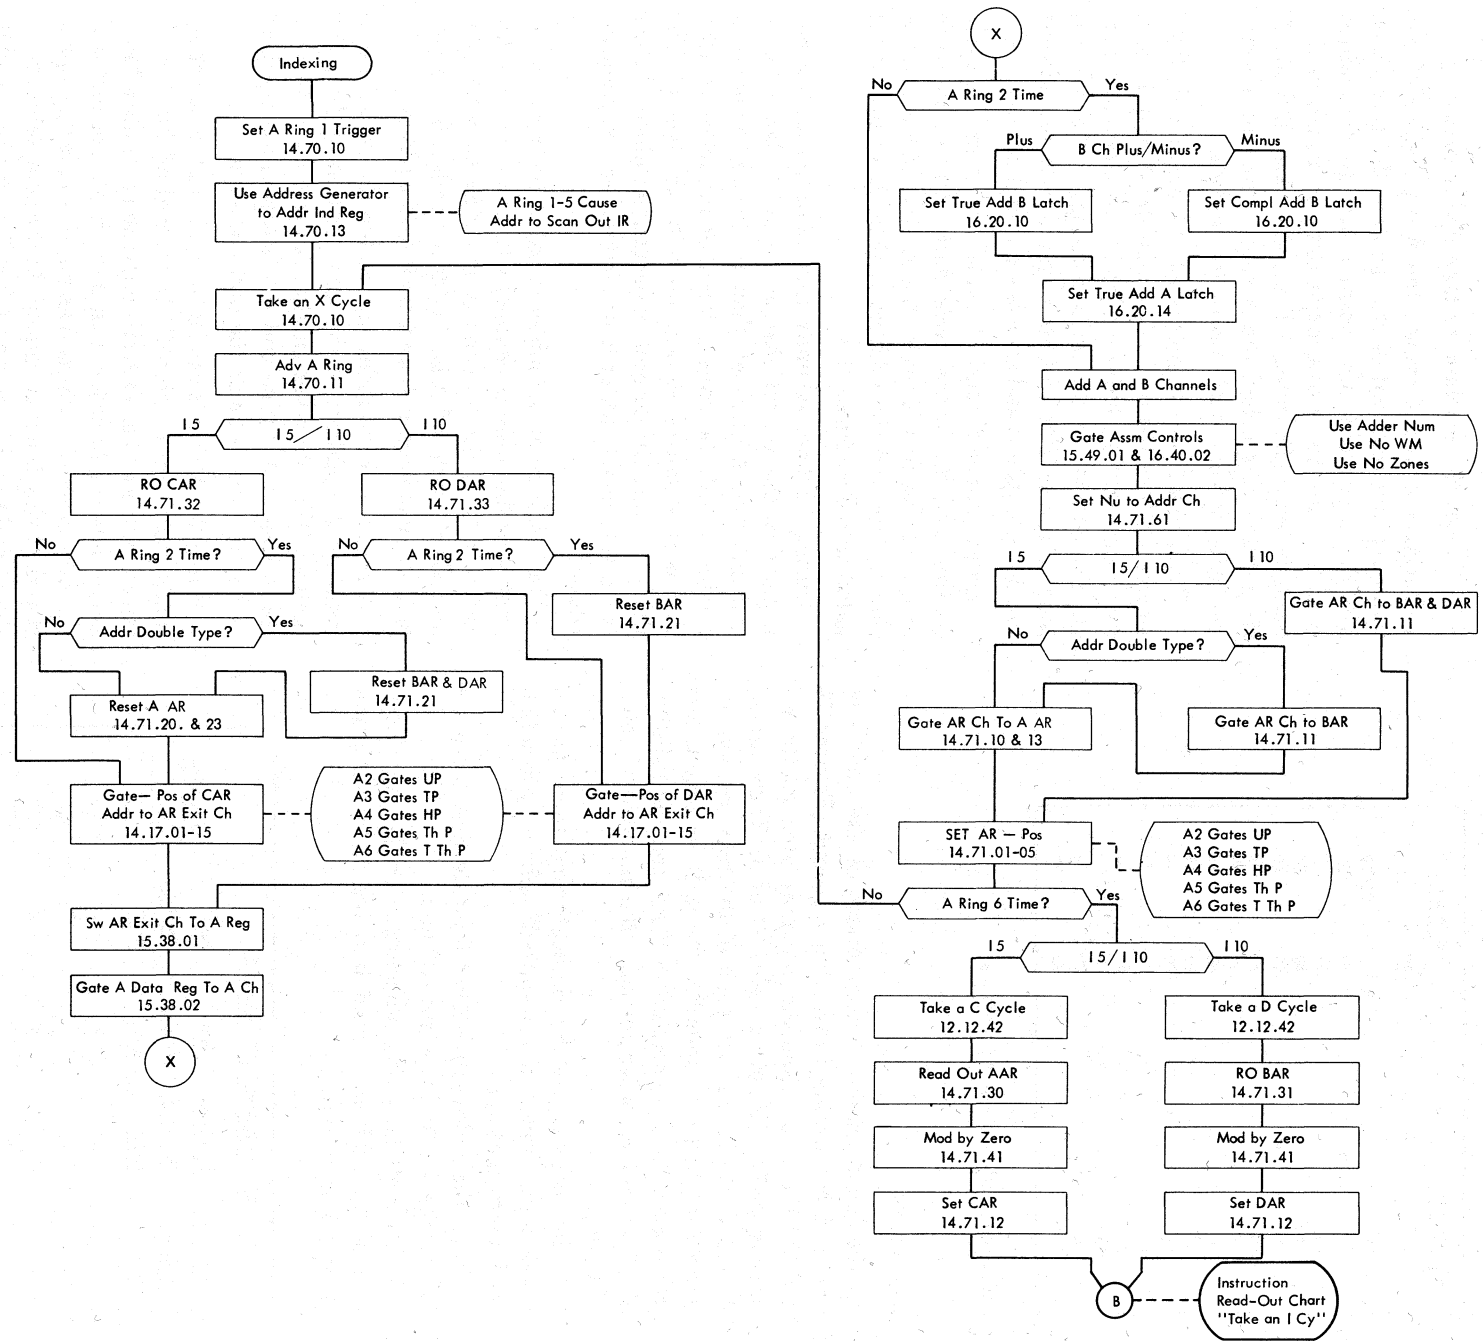 Indexing
Set A Ring 1 Trigger
14.70.10
Use Address Generator
to Addr Ind Reg
14.70.13
A Ring 1-5 Cause
Addr to Scan Out IR
Take an X Cycle
14.70.10
Adv A Ring
14.70.11
I 5
I 5/I 10
I 10
RO CAR
14.71.32
RO DAR
14.71.33
No
A Ring 2 Time?
Yes
No
A Ring 2 Time?
Yes
Reset BAR
14.71.21
No
Addr Double Type?
Yes
Reset BAR & DAR
14.71.21
Reset A AR
14.71.20. & 23
Gate— Pos of CAR
Addr to AR Exit Ch
14.17.01-15
A2 Gates UP
A3 Gates TP
A4 Gates HP
A5 Gates Th P
A6 Gates T Th P
Gate—Pos of DAR
Addr to AR Exit Ch
14.17.01-15
Sw AR Exit Ch To A Reg
15.38.01
Gate A Data Reg To A Ch
15.38.02
X
X
No
A Ring 2 Time
Yes
Plus
B Ch Plus/Minus?
Minus
Set True Add B Latch
16.20.10
Set Compl Add B Latch
16.20.10
Set True Add A Latch
16.20.14
Add A and B Channels
Gate Assm Controls
15.49.01 & 16.40.02
Use Adder Num
Use No WM
Use No Zones
Set Nu to Addr Ch
14.71.61
I 5
I 5/I 10
I 10
Gate AR Ch to BAR & DAR
14.71.11
No
Addr Double Type?
Yes
Gate AR Ch To A AR
14.71.10 & 13
Gate AR Ch to BAR
14.71.11
SET AR — Pos
14.71.01-05
A2 Gates UP
A3 Gates TP
A4 Gates HP
A5 Gates Th P
A6 Gates T Th P
No
A Ring 6 Time?
Yes
I 5
I 5/I 10
I 10
Take a C Cycle
12.12.42
Take a D Cycle
12.12.42
Read Out AAR
14.71.30
RO BAR
14.71.31
Mod by Zero
14.71.41
Mod by Zero
14.71.41
Set CAR
14.71.12
Set DAR
14.71.12
B
Instruction
Read-Out Chart
"Take an I Cy"